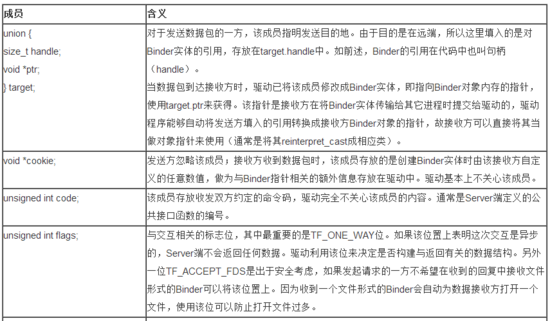 成员
含义
union {
size_t handle;
void *ptr;
} target;
对于发送数据包的一方，该成员指明发送目的地。由于目的是在远端，所以这里填入的是对
Binder实体的引用，存放在target.handle中。如前述，Binder的引用在代码中也叫句柄
（handle）。
当数据包到达接收方时，驱动已将该成员修改成Binder实体，即指向Binder对象内存的指针，
使用target.ptr来获得。该指针是接收方在将Binder实体传输给其它进程时提交给驱动的，驱动
程序能够自动将发送方填入的引用转换成接收方Binder对象的指针，故接收方可以直接将其当
做对象指针来使用（通常是将其reinterpret_cast成相应类）。
void *cookie;
发送方忽略该成员；接收方收到数据包时，该成员存放的是创建Binder实体时由该接收方自定
义的任意数值，做为与Binder指针相关的额外信息存放在驱动中。驱动基本上不关心该成员。
unsigned int code;
该成员存放收发双方约定的命令码，驱动完全不关心该成员的内容。通常是Server端定义的公
共接口函数的编号。
unsigned int flags;
与交互相关的标志位，其中最重要的是TF_ONE_WAY位。如果该位置上表明这次交互是异步
的，Server端不会返回任何数据。驱动利用该位来决定是否构建与返回有关的数据结构。另外
一位TF_ACCEPT_FDS是出于安全考虑，如果发起请求的一方不希望在收到的回复中接收文件
形式的Binder可以将该位置上。因为收到一个文件形式的Binder会自动为数据接收方打开一个
文件，使用该位可以防止打开文件过多。